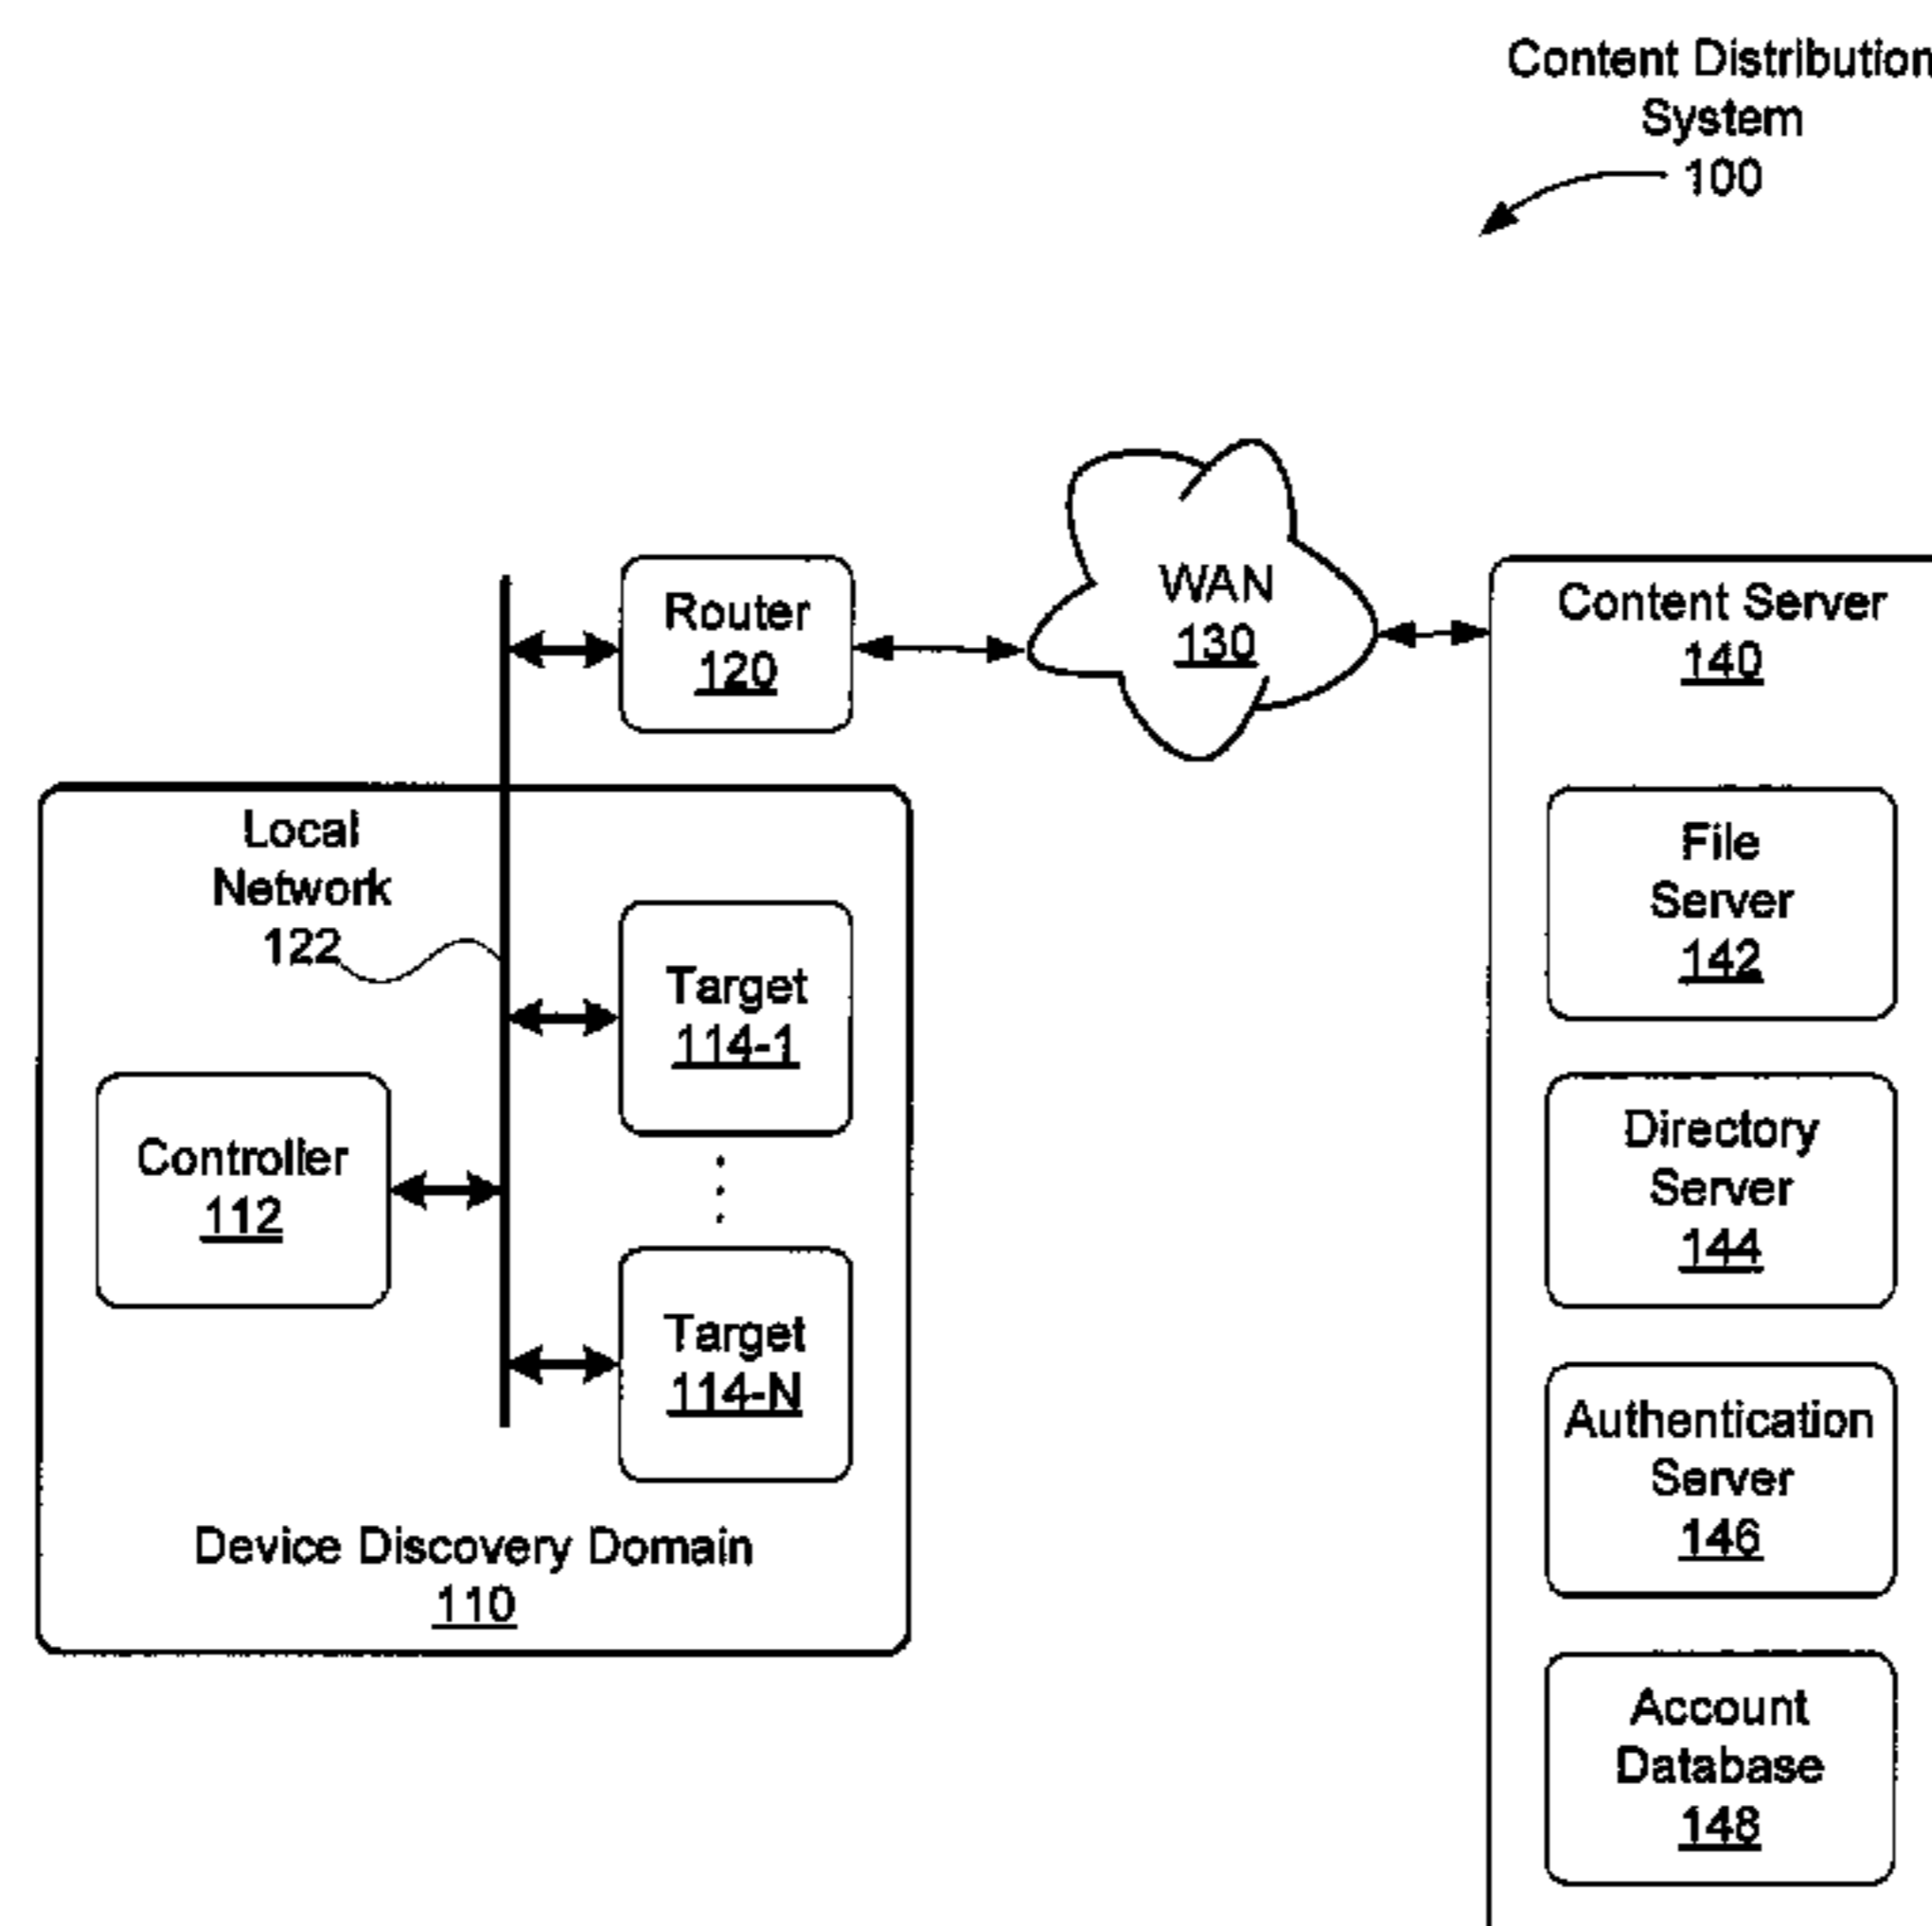 Content Distribution
System
100
WAN
130
Router
120
Content Server
140
Local
Network
122
File
Server
142
Target
114-1
Controller
112
Directory
Server
144
Target
114-N
Authentication
Server
146
Device Discovery Domain
110
Account
Database
148